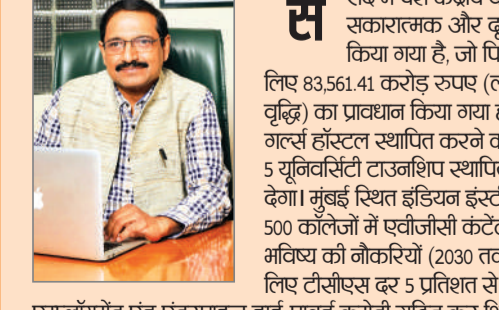 स
सकारात्मक और दू
किया गया है, जो पि
लिए 83,561.41 करोड़ रुपए (ल
वृद्धि) का प्रावधान किया गया ह
गर्ल्स हॉस्टल स्थापित करने व
5 यूनिवर्सिटी टाउनशिप स्थापि
देगा। मुंबई स्थित इंडियन इंस्ट
500 कॉलेजों में एवीजीसी कंटें
भविष्य की नौकरियों (2030 तव
लिए टीसीएस दर 5 प्रतिशत से